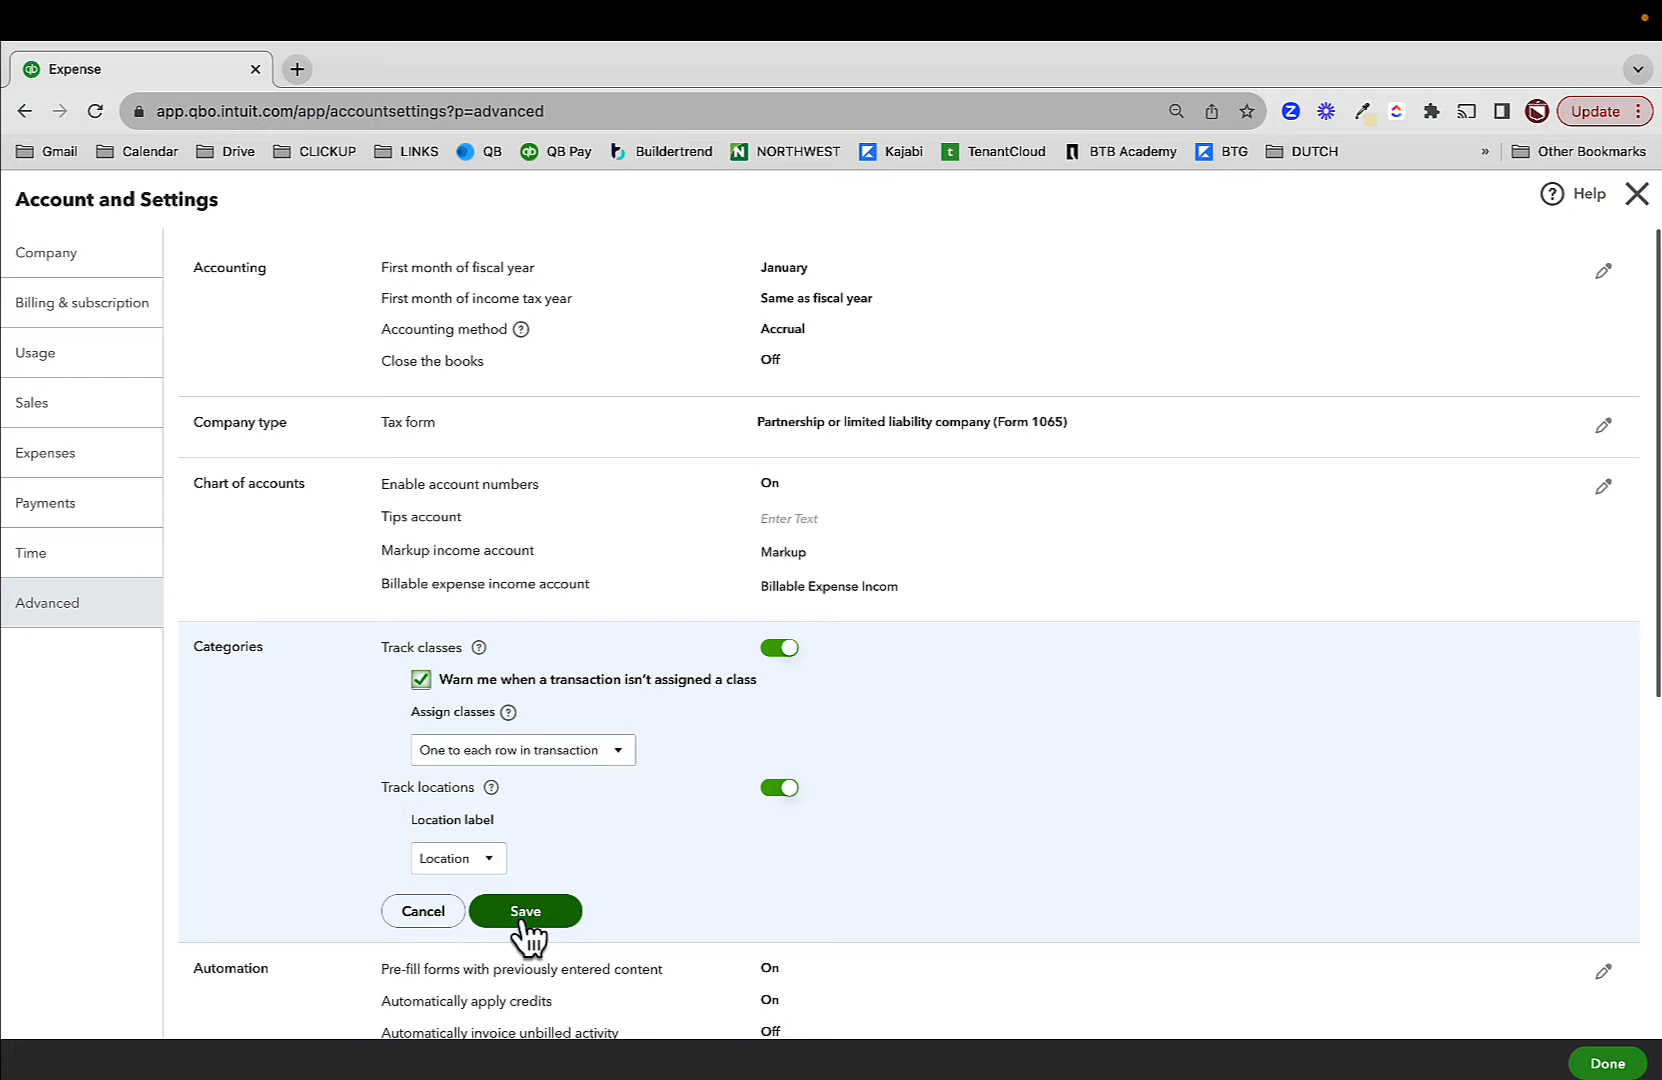 Expense
app.qbo.intuit.com/app/accountsettings?p=advanced
Update
Gmail Calendar Drive CLICKUP LINKS QB QB Pay Buildertrend NORTHWEST Kajabi TenantCloud BTB Academy BTG DUTCH » Other Bookmarks
Account and Settings
Help
Company
Billing & subscription
Usage
Sales
Expenses
Payments
Time
Advanced
Accounting
First month of fiscal year January
First month of income tax year Same as fiscal year
Accounting method Accrual
Close the books Off
Company type Tax form Partnership or limited liability company (Form 1065)
Chart of accounts Enable account numbers On
Tips account Enter Text
Markup income account Markup
Billable expense income account Billable Expense Incom
Categories Track classes
Warn me when a transaction isn't assigned a class
Assign classes
One to each row in transaction
Track locations
Location label
Location
Cancel Save
Automation Pre-fill forms with previously entered content On
Automatically apply credits On
Automatically invoice unbilled activity Off
Done